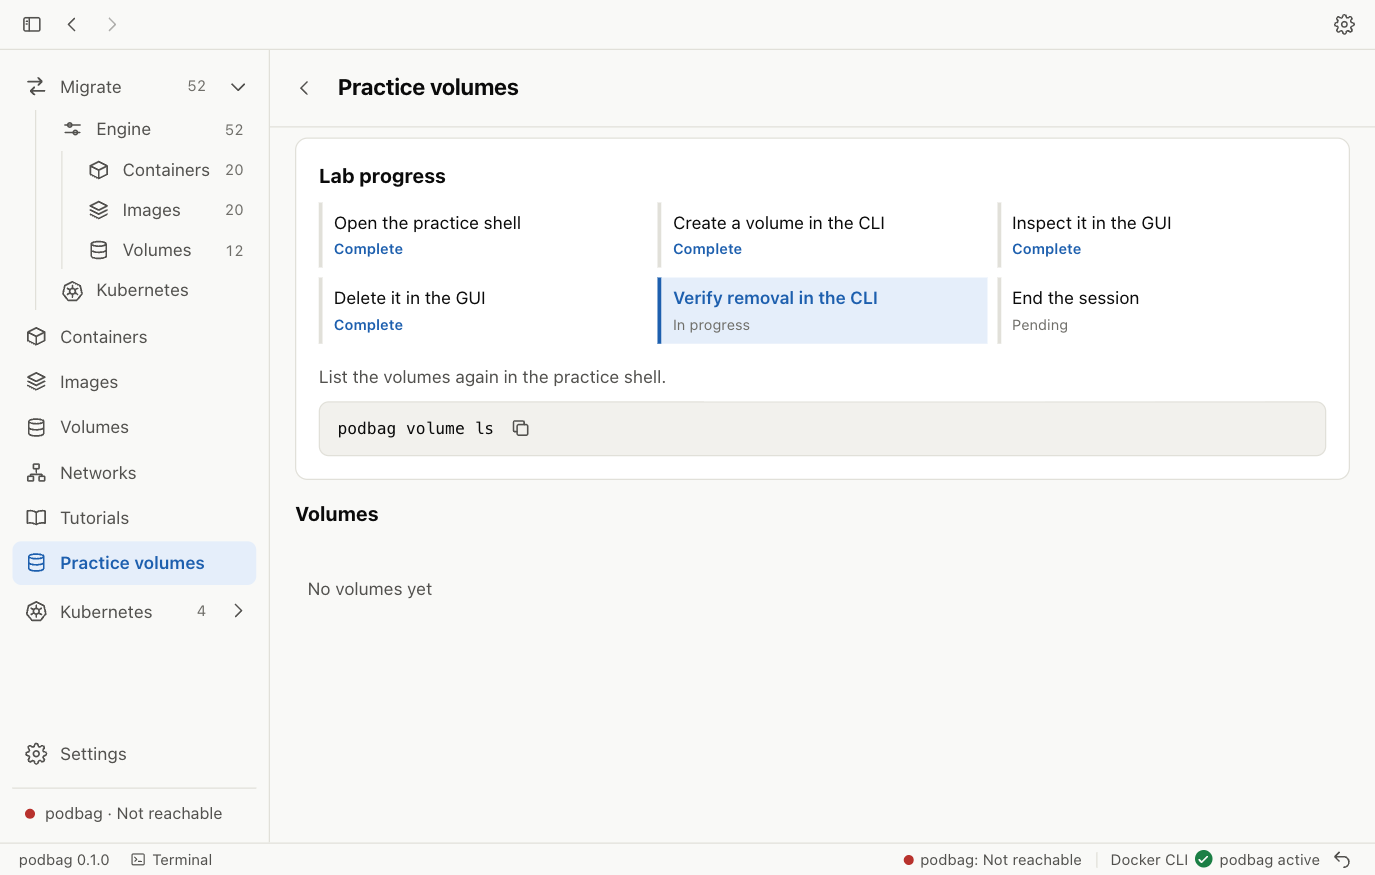 Migrate 52
Engine 52
Containers 20
Images 20
Volumes 12
Kubernetes
Containers
Images
Volumes
Networks
Tutorials
Practice volumes
Kubernetes 4
Settings
podbag · Not reachable
Practice volumes
Lab progress
Open the practice shell
Complete
Create a volume in the CLI
Complete
Inspect it in the GUI
Complete
Delete it in the GUI
Complete
Verify removal in the CLI
In progress
End the session
Pending
List the volumes again in the practice shell.
podbag volume ls
Volumes
No volumes yet
podbag 0.1.0 Terminal podbag: Not reachable Docker CLI podbag active